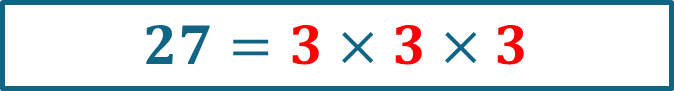 27 = 3 × 3 × 3